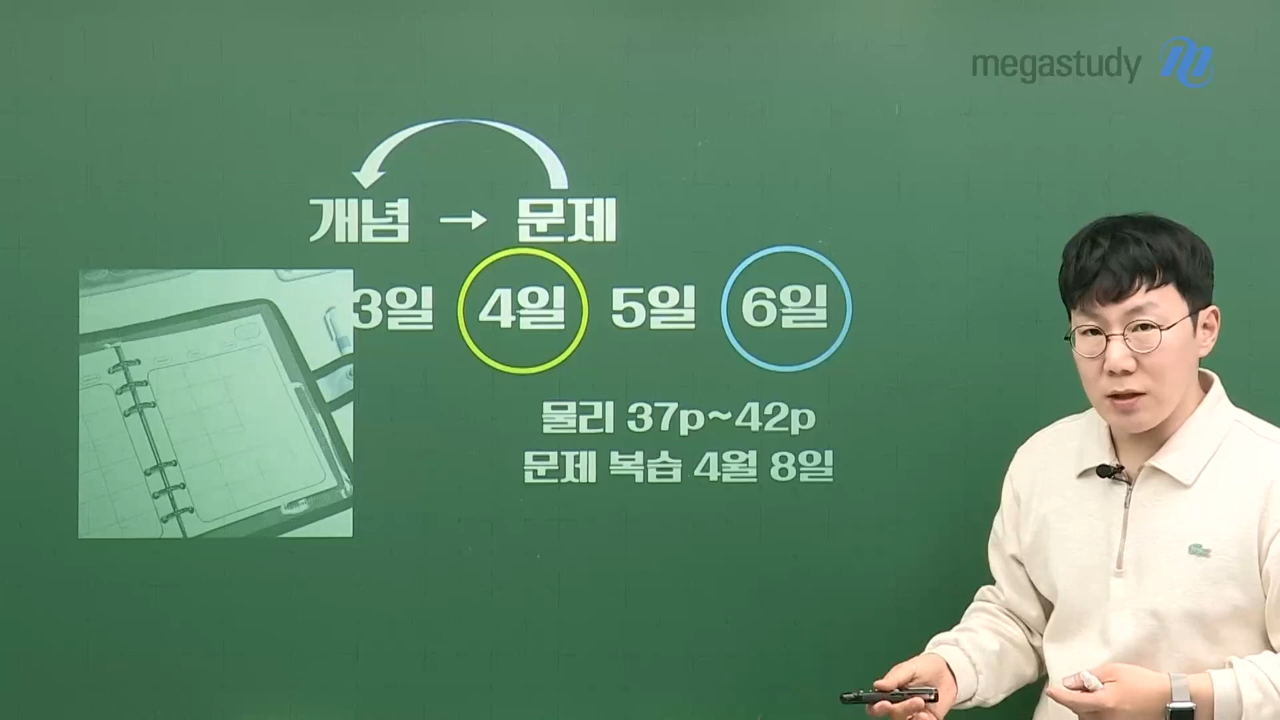 megastudy
개념 → 문제
3일 4일 5일 6일
물리 37p~42p
문제 복습 4월 8일